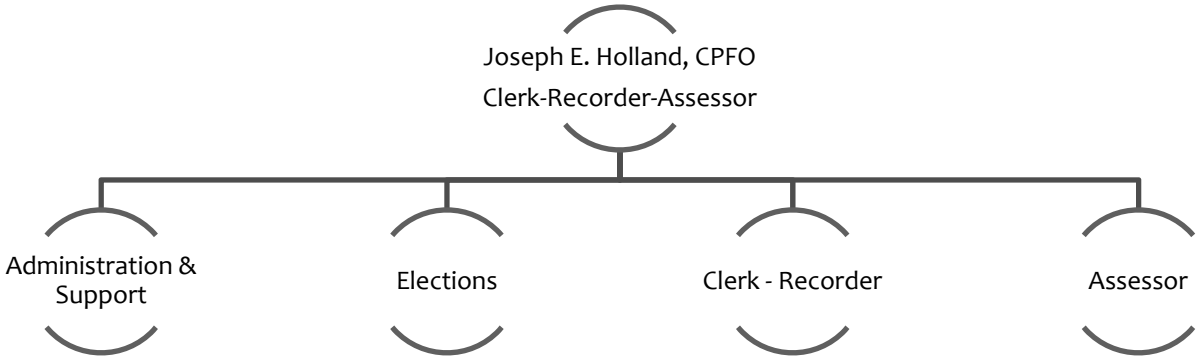 Joseph E. Holland, CPFO
Clerk-Recorder-Assessor
Administration &
Support
Elections
Clerk - Recorder
Assessor